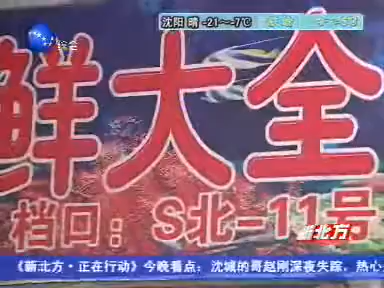 沈阳 晴 -21～-7℃
综合
鲜大全
档口：S北-11号
新北方
《新北方·正在行动》今晚看点：沈城的哥赵刚深夜失踪，热心